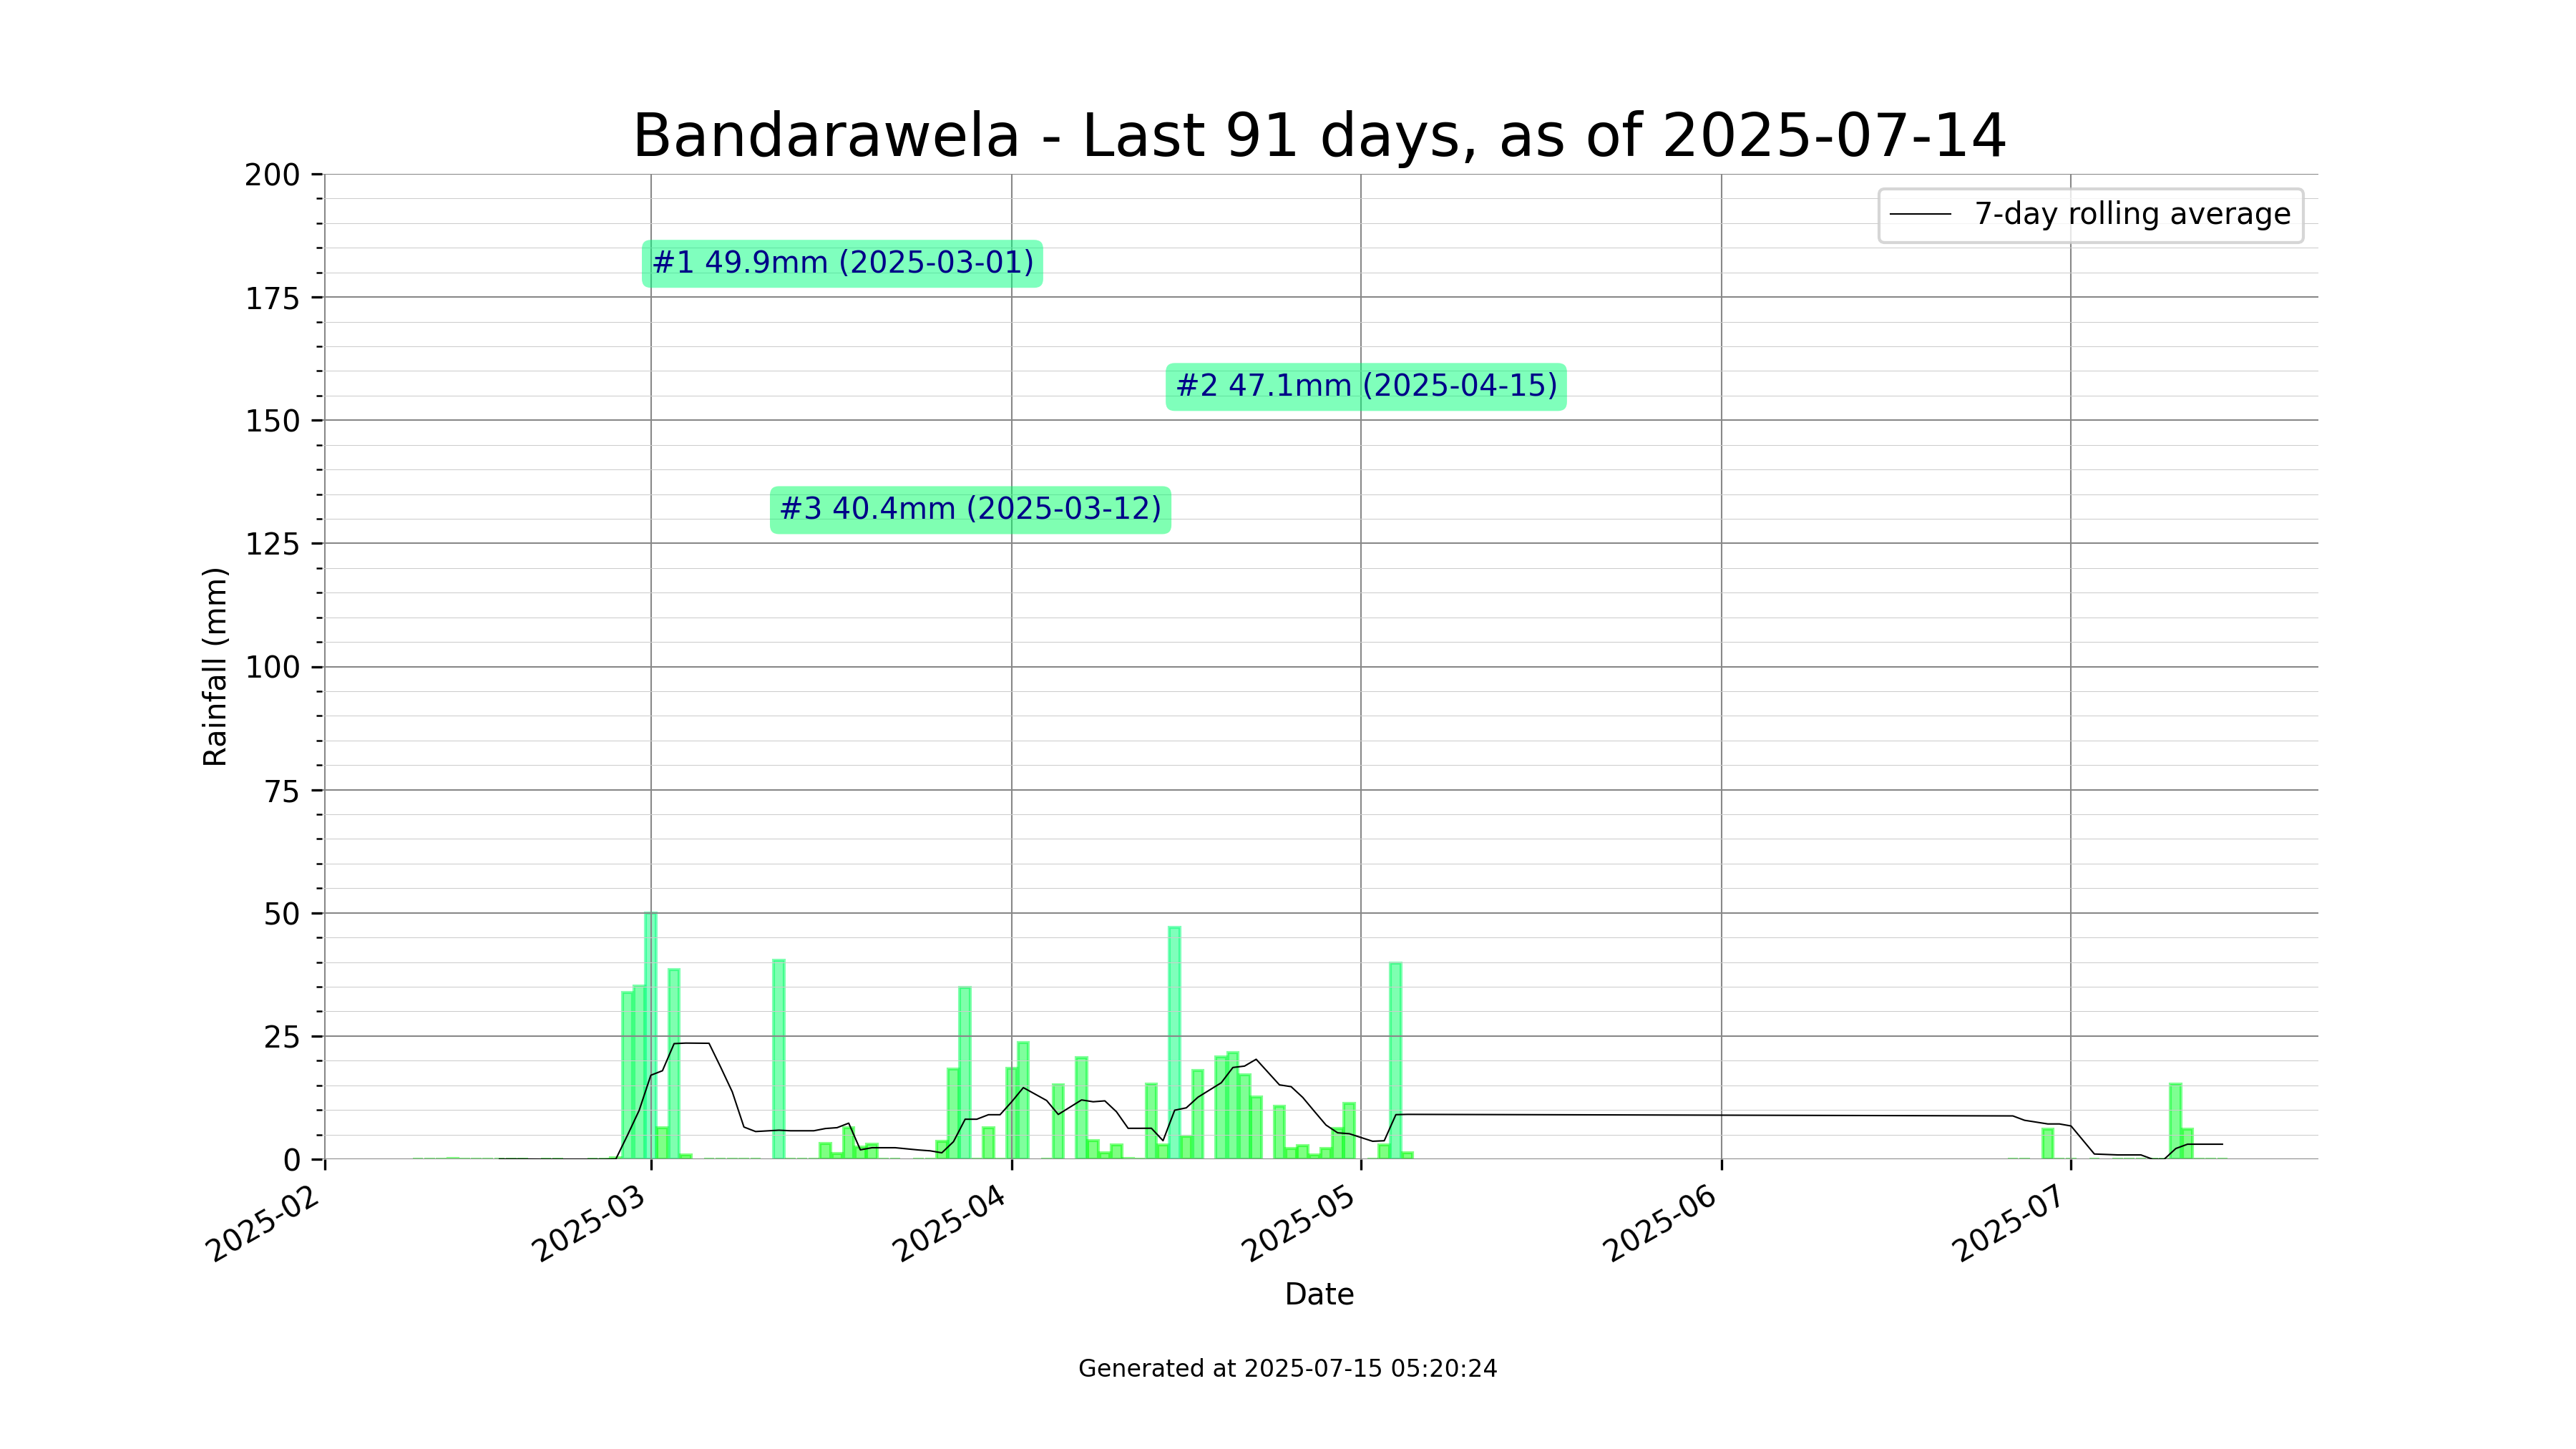 Bandarawela - Last 91 days, as of 2025-07-14
200
175
150
125
100
75
50
25
0
Rainfall (mm)
7-day rolling average
#1 49.9mm (2025-03-01)
#2 47.1mm (2025-04-15)
#3 40.4mm (2025-03-12)
2025-02
2025-03
2025-04
2025-05
2025-06
2025-07
Date
Generated at 2025-07-15 05:20:24